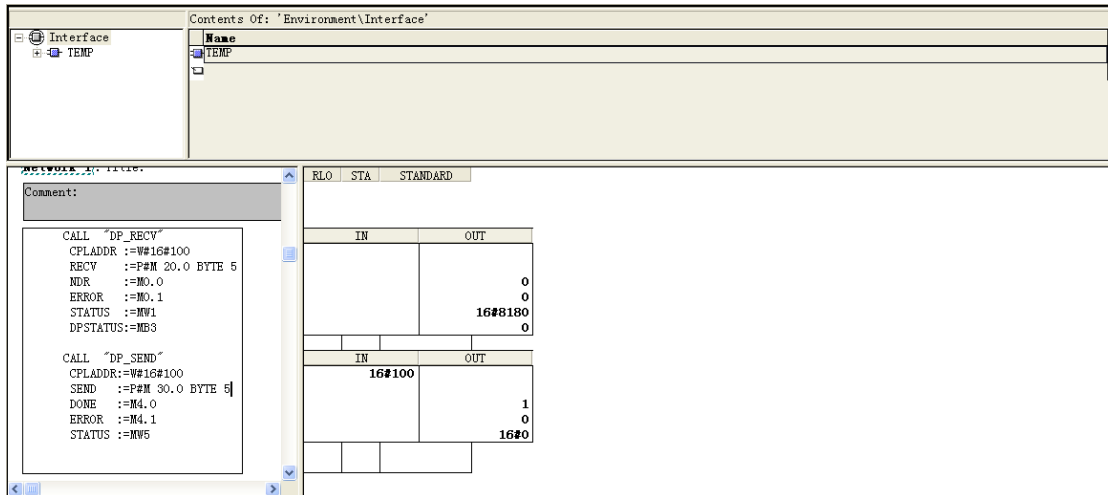 Contents Of: 'Environment\Interface'
Interface
Name
TEMP
TEMP
Network 1: Title:
RLO STA STANDARD
Comment:
CALL "DP_RECV"
IN OUT
CPLADDR :=W#16#100
RECV :=P#M 20.0 BYTE 5
NDR :=M0.0
0
ERROR :=M0.1
0
STATUS :=MW1
16#8180
DPSTATUS:=MB3
0
CALL "DP_SEND"
IN OUT
CPLADDR:=W#16#100
16#100
SEND :=P#M 30.0 BYTE 5
DONE :=M4.0
1
ERROR :=M4.1
0
STATUS :=MW5
16#0